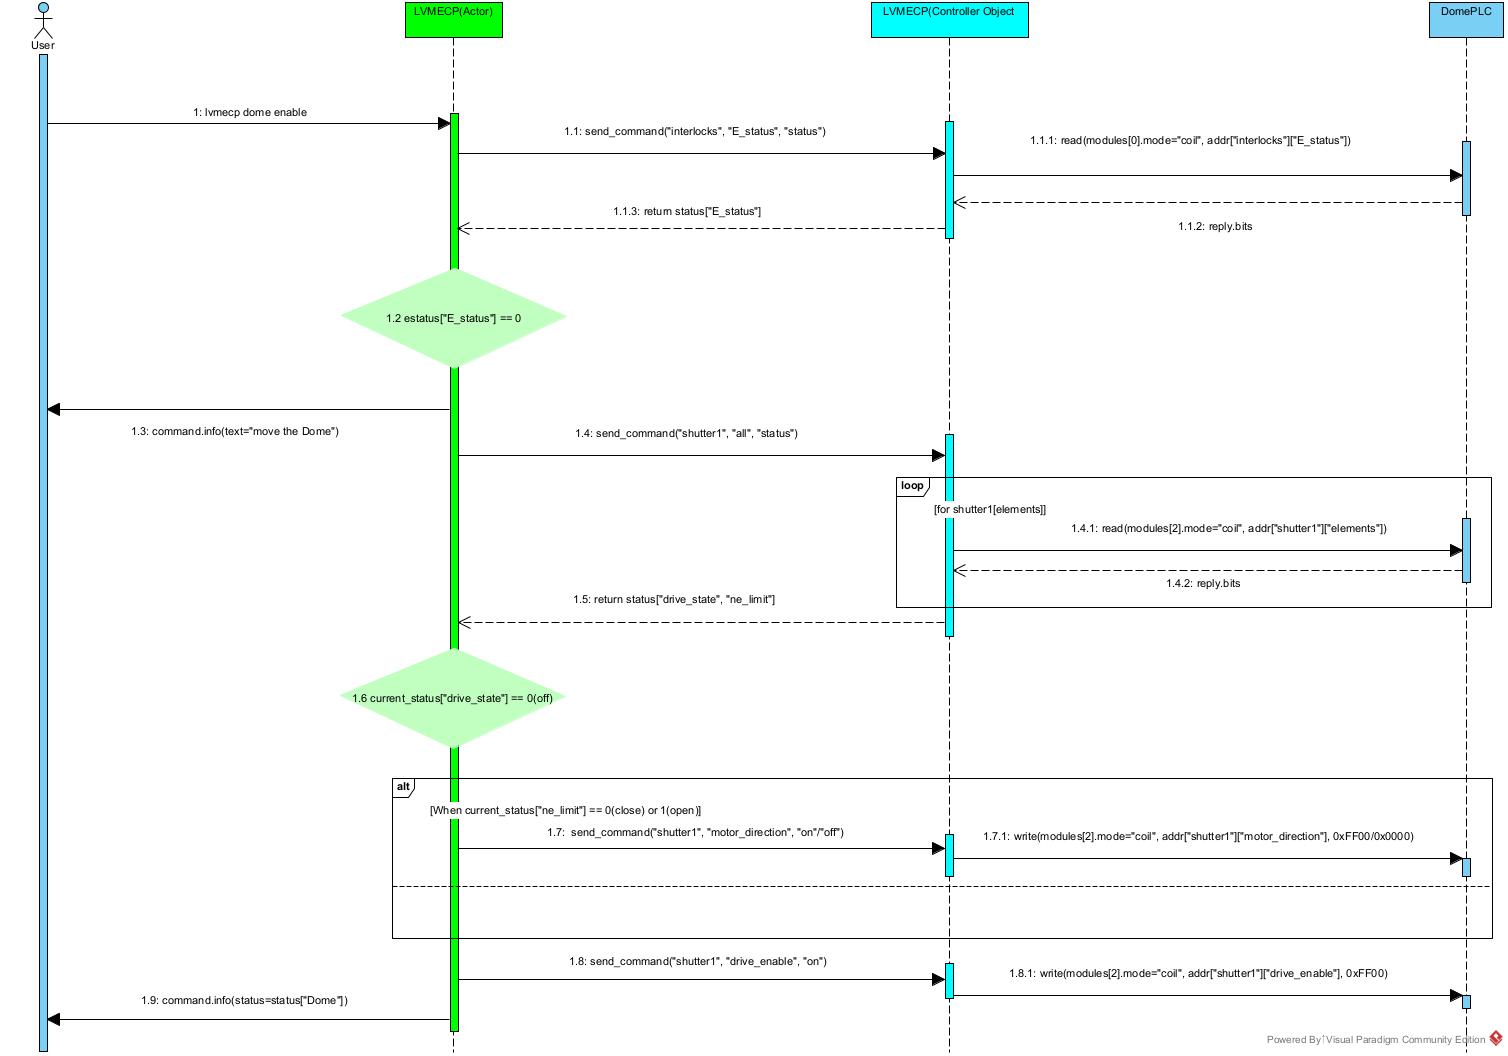 LVMECP(Actor)
LVMECP(Controller Object
DomePLC
User
1: lvmecp dome enable
1.1: send_command("interlocks", "E_status", "status")
1.1.1: read(modules[0].mode="coil", addr["interlocks"]["E_status"])
1.1.3: return status["E_status"]
1.1.2: reply.bits
1.2 estatus["E_status"] == 0
1.3: command.info(text="move the Dome")
1.4: send_command("shutter1", "all", "status")
loop
[for shutter1[elements]]
1.4.1: read(modules[2].mode="coil", addr["shutter1"]["elements"])
1.4.2: reply.bits
1.5: return status["drive_state", "ne_limit"]
1.6 current_status["drive_state"] == 0(off)
alt
[When current_status["ne_limit"] == 0(close) or 1(open)]
1.7: send_command("shutter1", "motor_direction", "on"/"off")
1.7.1: write(modules[2].mode="coil", addr["shutter1"]["motor_direction"], 0xFF00/0x0000)
1.8: send_command("shutter1", "drive_enable", "on")
1.8.1: write(modules[2].mode="coil", addr["shutter1"]["drive_enable"], 0xFF00)
1.9: command.info(status=status["Dome"])
Powered By Visual Paradigm Community Edition